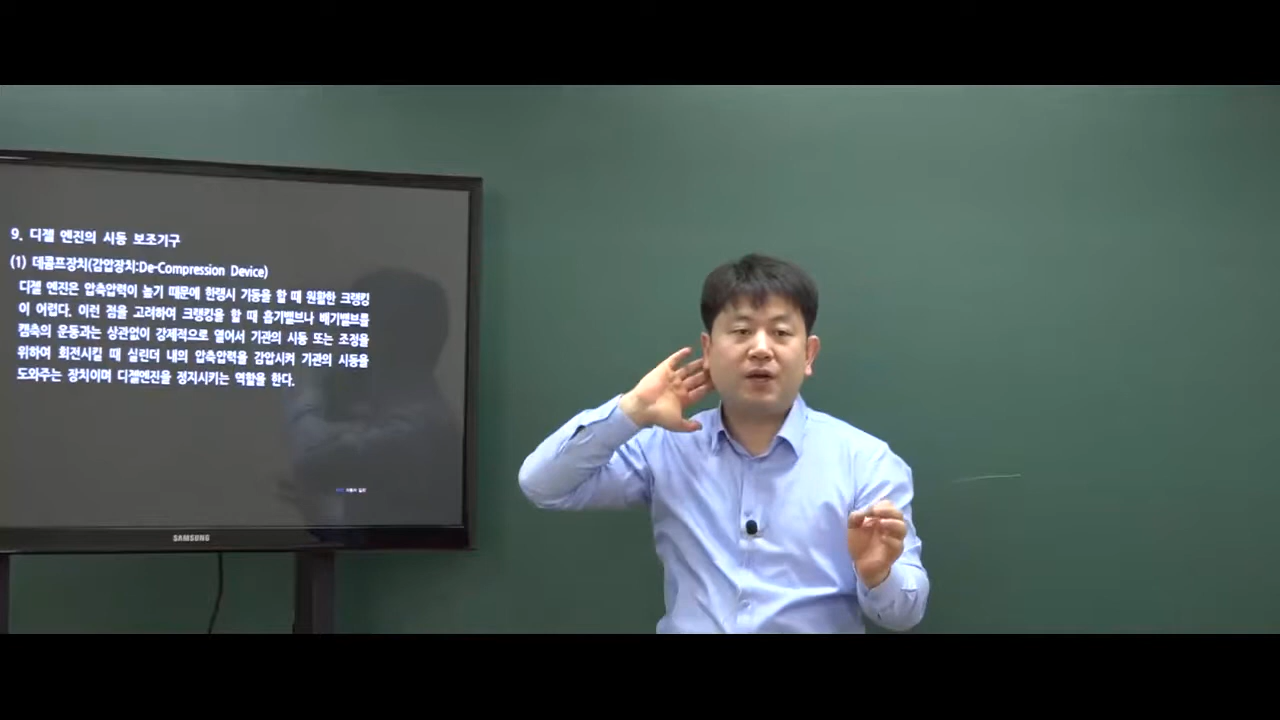 9. 디젤 엔진의 시동 보조기구
(1) 데콤프장치(감압장치:De-Compression Device)
디젤 엔진은 압축압력이 높기 때문에 한랭시 기동을 할 때 원활한 크랭킹
이 어렵다. 이런 점을 고려하여 크랭킹을 할 때 흡기밸브나 배기밸브를
캠축의 운동과는 상관없이 강제적으로 열어서 기관의 시동 또는 조정을
위하여 회전시킬 때 실린더 내의 압축압력을 감압시켜 기관의 시동을
도와주는 장치이며 디젤엔진을 정지시키는 역할을 한다.
SAMSUNG